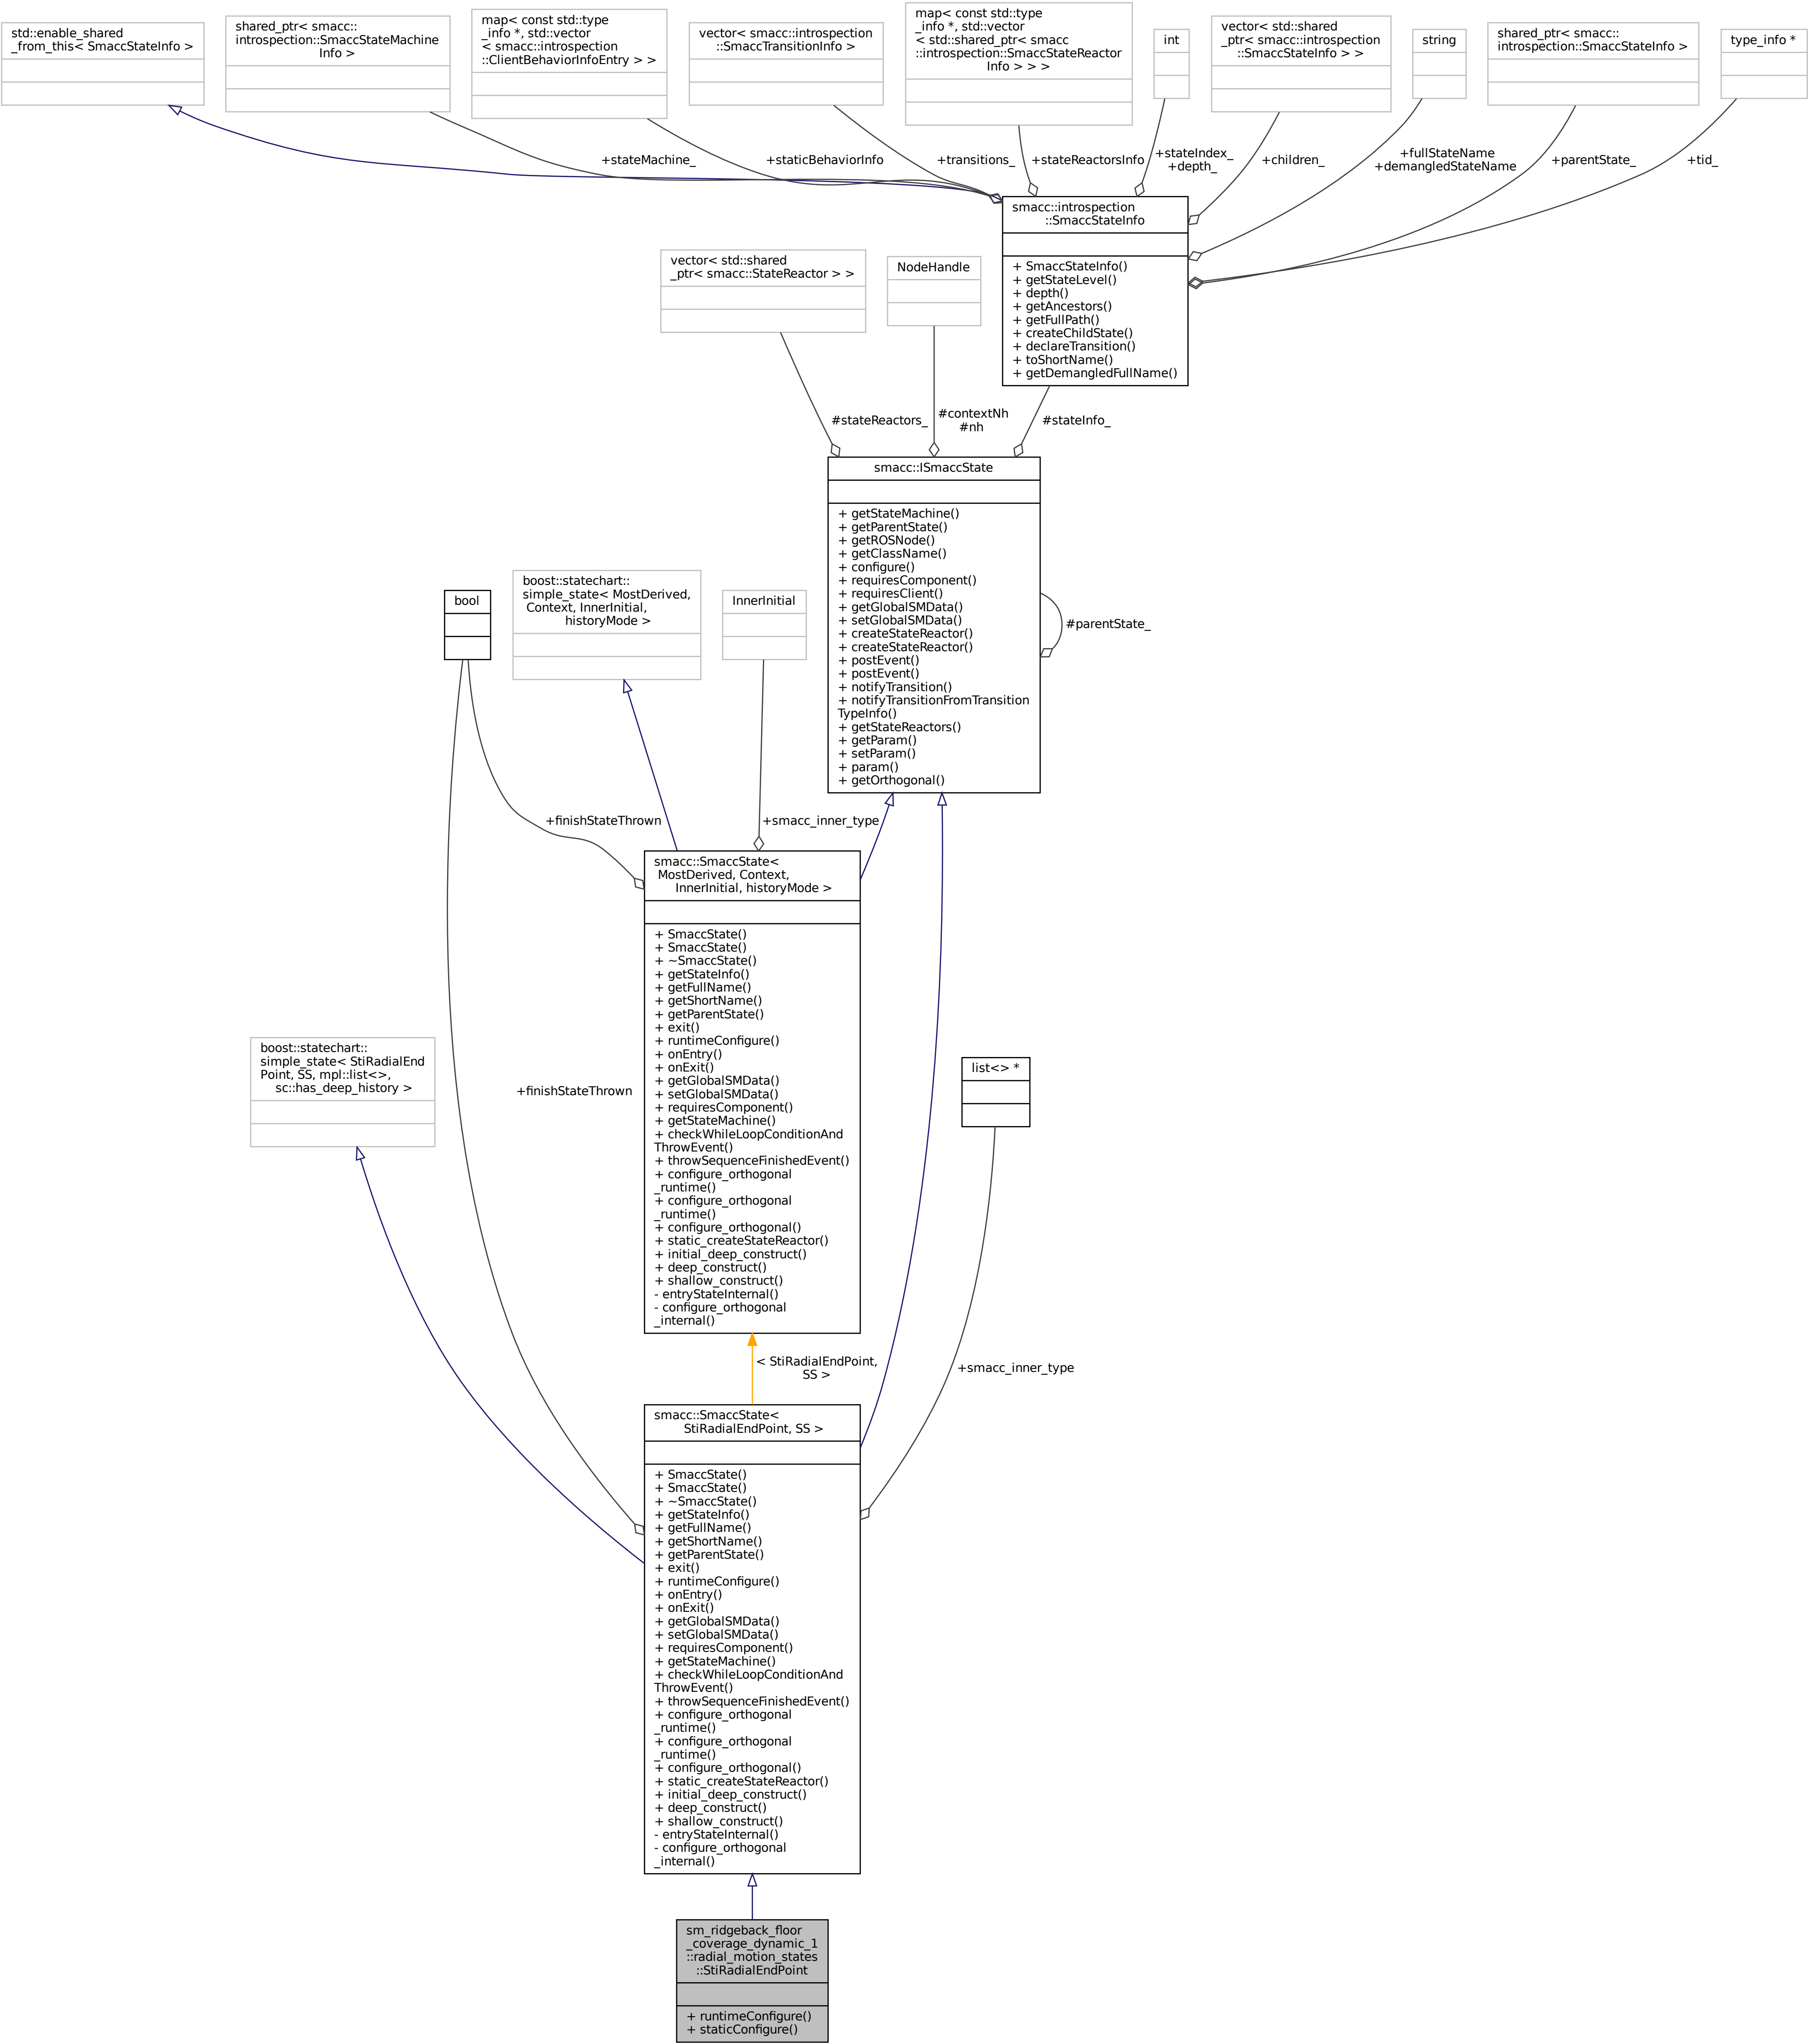 std::enable_shared
_from_this< SmaccStateInfo >
shared_ptr< smacc::
introspection::SmaccStateMachine
Info >
map< const std::type
_info *, std::vector
< smacc::introspection
::ClientBehaviorInfoEntry > >
vector< smacc::introspection
::SmaccTransitionInfo >
map< const std::type
_info *, std::vector
< std::shared_ptr< smacc
::introspection::SmaccStateReactor
Info > > >
int
vector< std::shared
_ptr< smacc::introspection
::SmaccStateInfo > >
string
shared_ptr< smacc::
introspection::SmaccStateInfo >
type_info *
+stateMachine_
+staticBehaviorInfo
+transitions_
+stateReactorsInfo
+stateIndex_
+depth_
+children_
+fullStateName
+demangledStateName
+parentState_
+tid_
smacc::introspection
::SmaccStateInfo
+ SmaccStateInfo()
+ getStateLevel()
+ depth()
+ getAncestors()
+ getFullPath()
+ createChildState()
+ declareTransition()
+ toShortName()
+ getDemangledFullName()
vector< std::shared
_ptr< smacc::StateReactor > >
NodeHandle
#stateReactors_
#contextNh
#nh
#stateInfo_
smacc::ISmaccState
+ getStateMachine()
+ getParentState()
+ getROSNode()
+ getClassName()
+ configure()
+ requiresComponent()
+ requiresClient()
+ getGlobalSMData()
+ setGlobalSMData()
+ createStateReactor()
+ createStateReactor()
+ postEvent()
+ postEvent()
+ notifyTransition()
+ notifyTransitionFromTransition
TypeInfo()
+ getStateReactors()
+ getParam()
+ setParam()
+ param()
+ getOrthogonal()
#parentState_
bool
boost::statechart::
simple_state< MostDerived,
Context, InnerInitial,
historyMode >
InnerInitial
+finishStateThrown
+smacc_inner_type
smacc::SmaccState<
MostDerived, Context,
InnerInitial, historyMode >
+ SmaccState()
+ SmaccState()
+ ~SmaccState()
+ getStateInfo()
+ getFullName()
+ getShortName()
+ getParentState()
+ exit()
+ runtimeConfigure()
+ onEntry()
+ onExit()
+ getGlobalSMData()
+ setGlobalSMData()
+ requiresComponent()
+ getStateMachine()
+ checkWhileLoopConditionAnd
ThrowEvent()
+ throwSequenceFinishedEvent()
+ configure_orthogonal
_runtime()
+ configure_orthogonal
_runtime()
+ configure_orthogonal()
+ static_createStateReactor()
+ initial_deep_construct()
+ deep_construct()
+ shallow_construct()
- entryStateInternal()
- configure_orthogonal
_internal()
boost::statechart::
simple_state< StiRadialEnd
Point, SS, mpl::list<>,
sc::has_deep_history >
+finishStateThrown
list<> *
< StiRadialEndPoint,
SS >
+smacc_inner_type
smacc::SmaccState<
StiRadialEndPoint, SS >
+ SmaccState()
+ SmaccState()
+ ~SmaccState()
+ getStateInfo()
+ getFullName()
+ getShortName()
+ getParentState()
+ exit()
+ runtimeConfigure()
+ onEntry()
+ onExit()
+ getGlobalSMData()
+ setGlobalSMData()
+ requiresComponent()
+ getStateMachine()
+ checkWhileLoopConditionAnd
ThrowEvent()
+ throwSequenceFinishedEvent()
+ configure_orthogonal
_runtime()
+ configure_orthogonal
_runtime()
+ configure_orthogonal()
+ static_createStateReactor()
+ initial_deep_construct()
+ deep_construct()
+ shallow_construct()
- entryStateInternal()
- configure_orthogonal
_internal()
sm_ridgeback_floor
_coverage_dynamic_1
::radial_motion_states
::StiRadialEndPoint
+ runtimeConfigure()
+ staticConfigure()